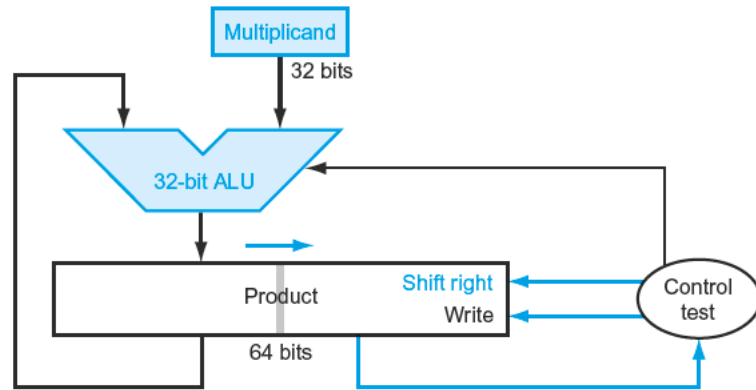 Multiplicand
32 bits
32-bit ALU
Shift right
Product
Write
Control
test
64 bits